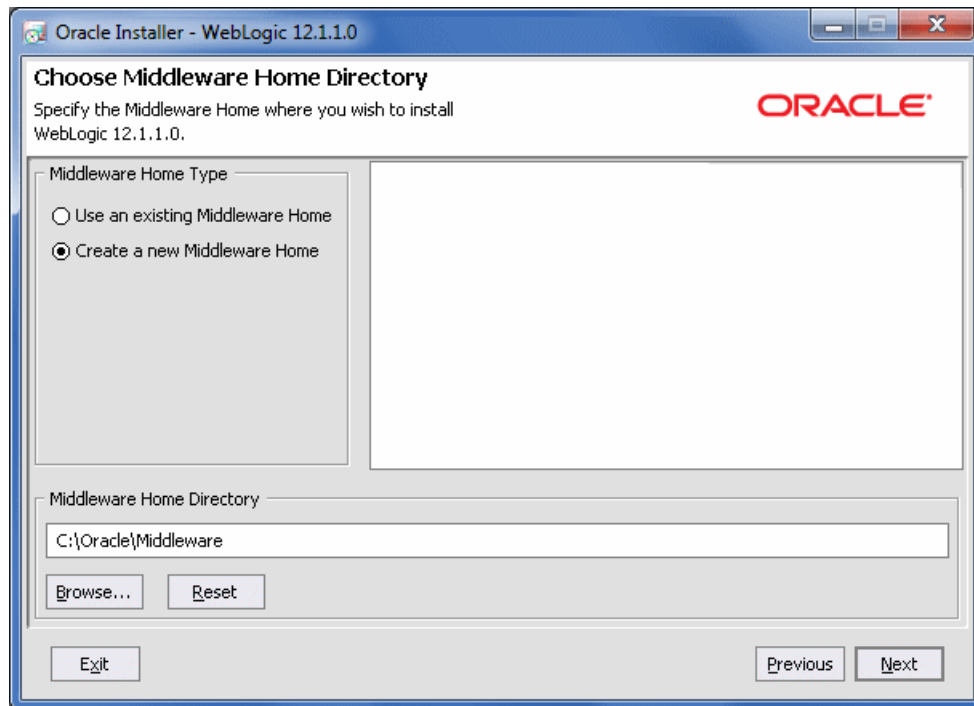 Oracle Installer - WebLogic 12.1.1.0
Choose Middleware Home Directory
Specify the Middleware Home where you wish to install
WebLogic 12.1.1.0.
ORACLE
Middleware Home Type
Use an existing Middleware Home
Create a new Middleware Home
Middleware Home Directory
C:\Oracle\Middleware
Browse...
Reset
Exit
Previous
Next